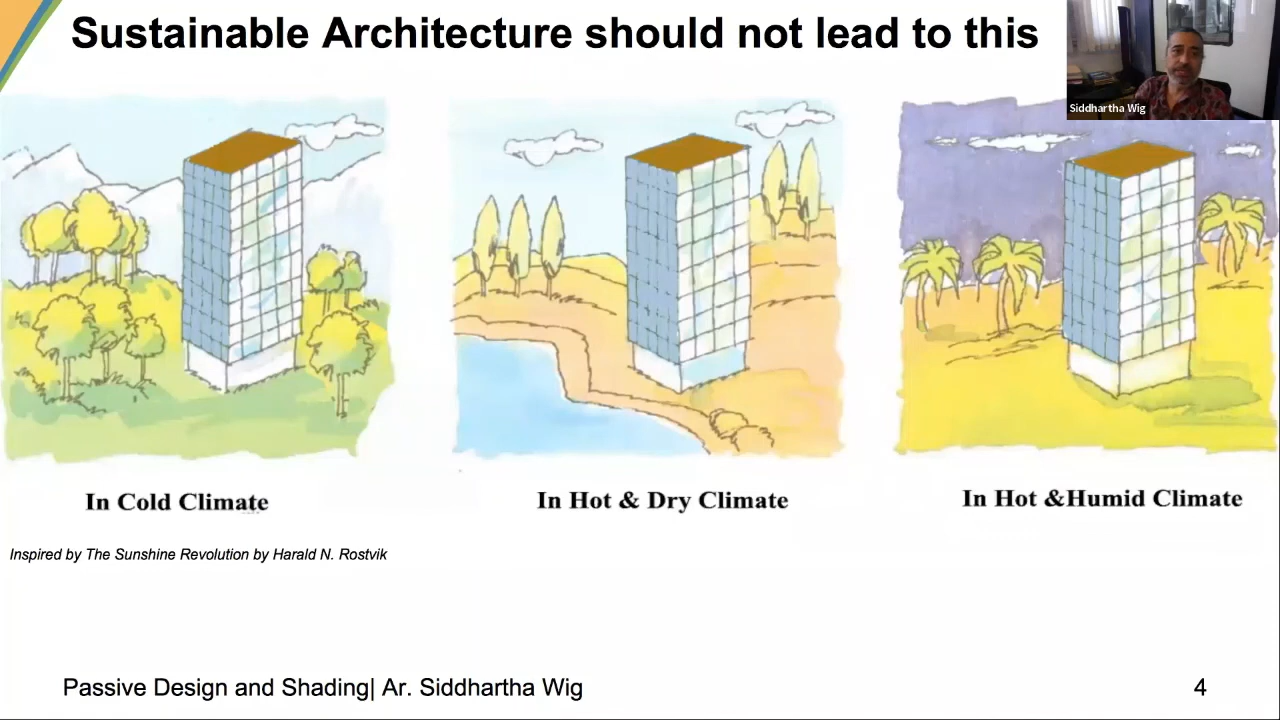 Sustainable Architecture should not lead to this
Siddhartha Wig
In Cold Climate
In Hot & Dry Climate
In Hot &Humid Climate
Inspired by The Sunshine Revolution by Harald N. Rostvik
Passive Design and Shading| Ar. Siddhartha Wig
4